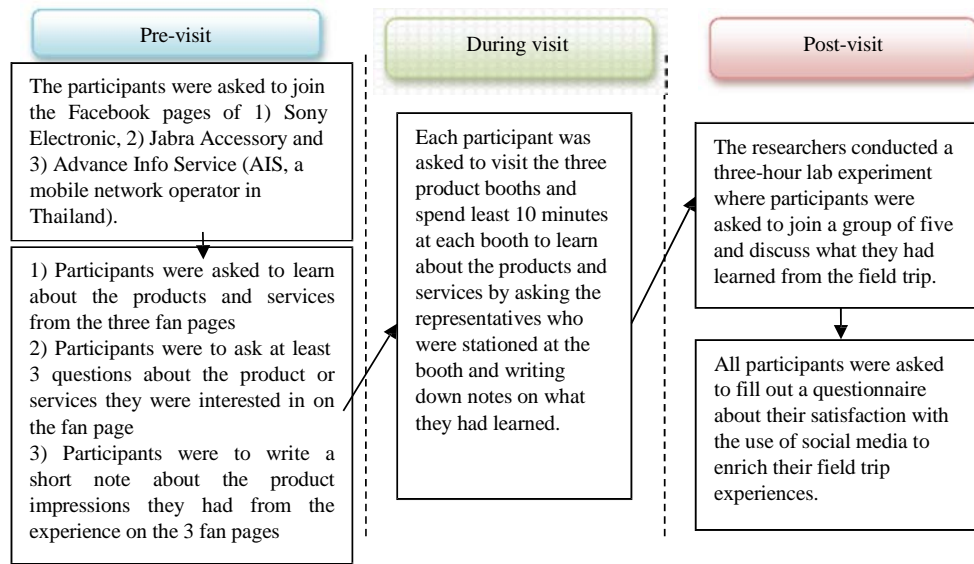 Pre-visit
The participants were asked to join
the Facebook pages of 1) Sony
Electronic, 2) Jabra Accessory and
3) Advance Info Service (AIS, a
mobile network operator in
Thailand).
1) Participants were asked to learn
about the products and services
from the three fan pages
2) Participants were to ask at least
3 questions about the product or
services they were interested in on
the fan page
3) Participants were to write a
short note about the product
impressions they had from the
experience on the 3 fan pages
During visit
Each participant was
asked to visit the three
product booths and
spend least 10 minutes
at each booth to learn
about the products and
services by asking the
representatives who
were stationed at the
booth and writing
down notes on what
they had learned.
Post-visit
The researchers conducted a
three-hour lab experiment
where participants were
asked to join a group of five
and discuss what they had
learned from the field trip.
All participants were asked
to fill out a questionnaire
about their satisfaction with
the use of social media to
enrich their field trip
experiences.